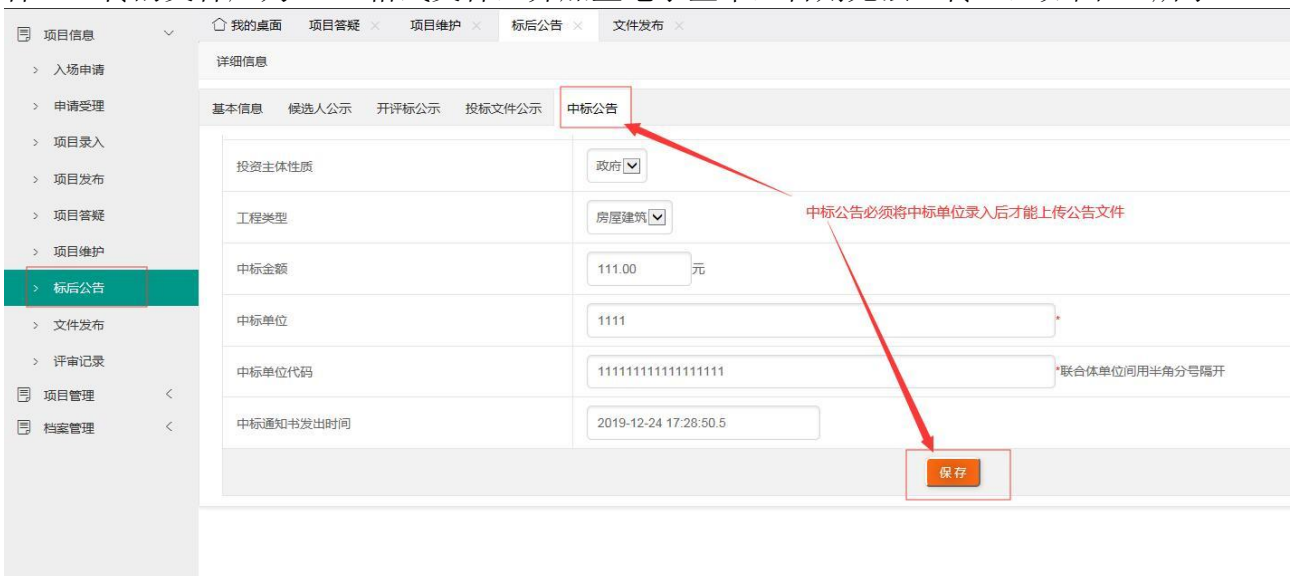 项目信息
入场申请
申请受理
项目录入
项目发布
项目答疑
项目维护
标后公告
文件发布
评审记录
项目管理
档案管理
我的桌面 项目答疑 × 项目维护 × 标后公告 × 文件发布 ×
详细信息
基本信息 候选人公示 开评标公示 投标文件公示 中标公告
投资主体性质 政府
工程类型 房屋建筑
中标公告必须将中标单位录入后才能上传公告文件
中标金额 111.00 元
中标单位 1111 *
中标单位代码 111111111111111111 *联合体单位间用半角分号隔开
中标通知书发出时间 2019-12-24 17:28:50.5
保存